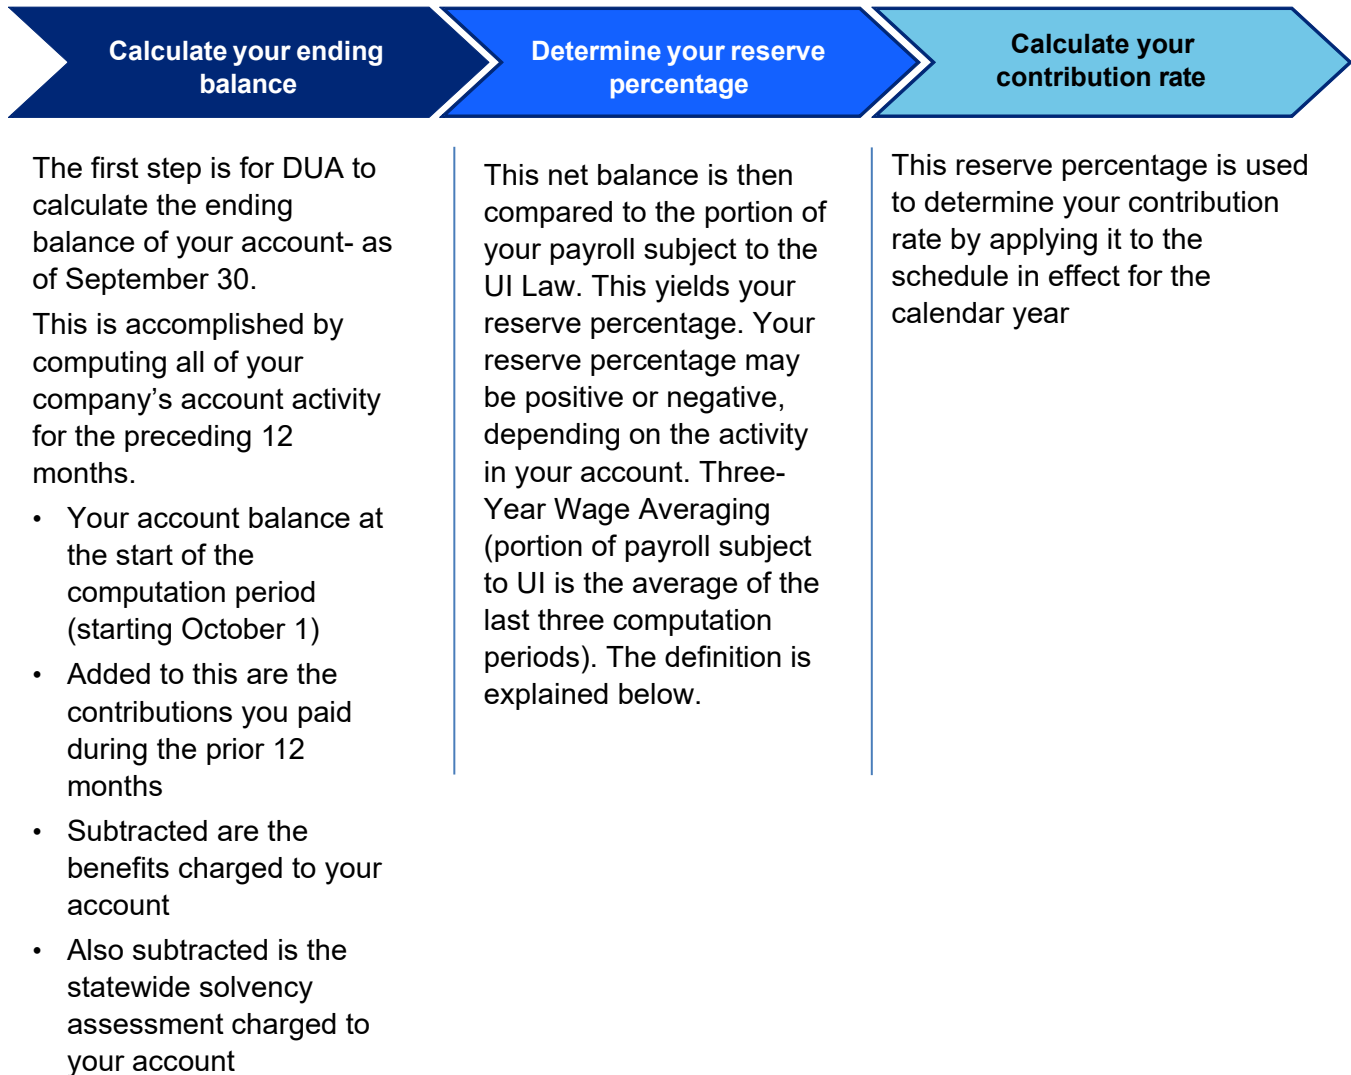 Calculate your ending
balance
Determine your reserve
percentage
Calculate your
contribution rate
The first step is for DUA to
calculate the ending
balance of your account- as
of September 30.
This is accomplished by
computing all of your
company’s account activity
for the preceding 12
months.
• Your account balance at
the start of the
computation period
(starting October 1)
• Added to this are the
contributions you paid
during the prior 12
months
• Subtracted are the
benefits charged to your
account
• Also subtracted is the
statewide solvency
assessment charged to
your account
This net balance is then
compared to the portion of
your payroll subject to the
UI Law. This yields your
reserve percentage. Your
reserve percentage may
be positive or negative,
depending on the activity
in your account. Three-
Year Wage Averaging
(portion of payroll subject
to UI is the average of the
last three computation
periods). The definition is
explained below.
This reserve percentage is used
to determine your contribution
rate by applying it to the
schedule in effect for the
calendar year